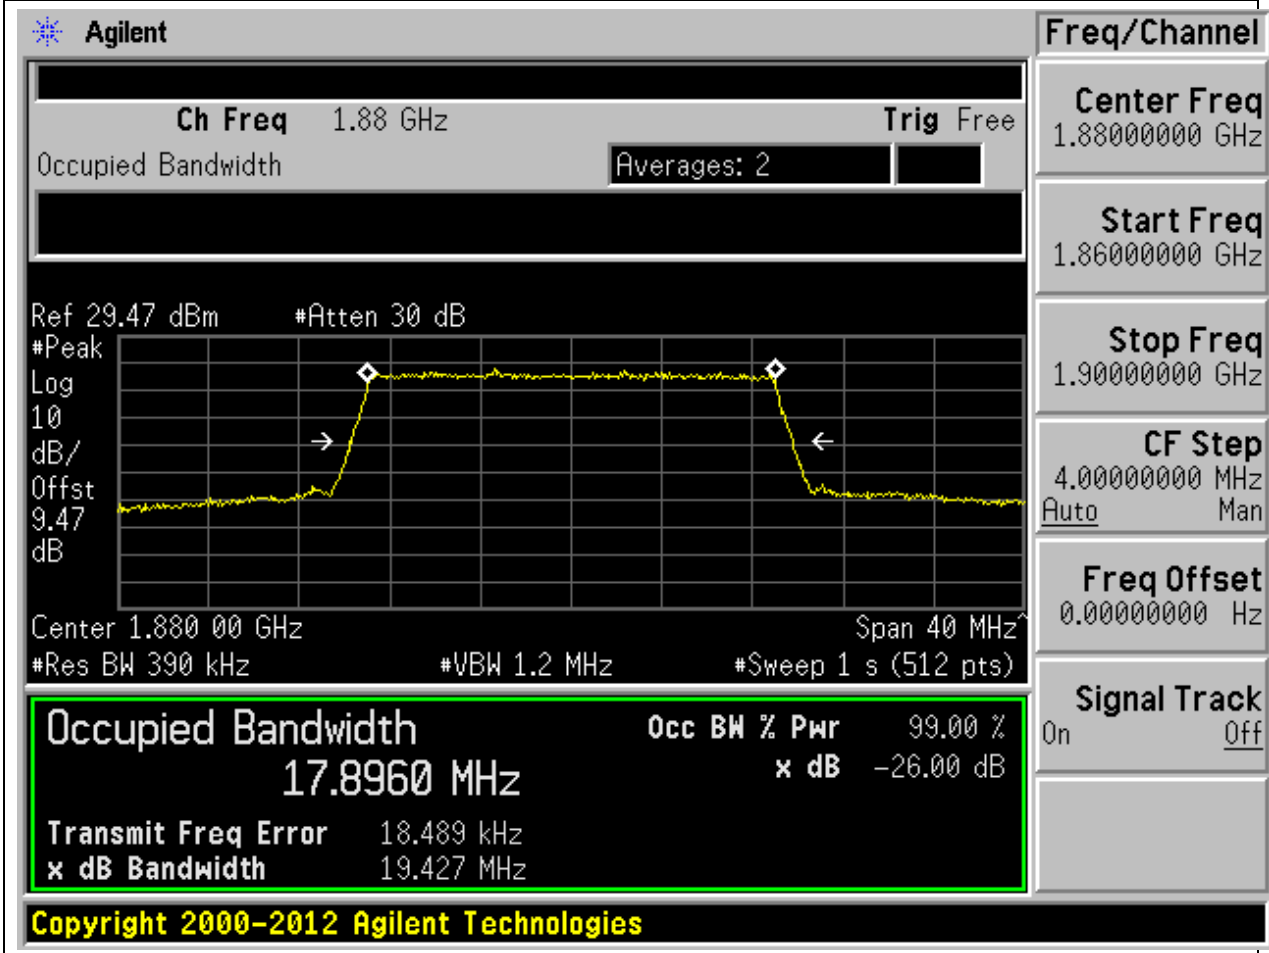 Agilent
Freq/Channel
Ch Freq 1.88 GHz Trig Free
Occupied Bandwidth Averages: 2
Center Freq
1.88000000 GHz
Start Freq
1.86000000 GHz
Stop Freq
1.90000000 GHz
CF Step
4.00000000 MHz
Auto Man
Freq Offset
0.00000000 Hz
Signal Track
On Off
Ref 29.47 dBm #Atten 30 dB
#Peak
Log
10
dB/
Offst
9.47
dB
Center 1.880 00 GHz Span 40 MHz^
#Res BW 390 kHz #VBW 1.2 MHz #Sweep 1 s (512 pts)
Occupied Bandwidth Occ BW % Pwr 99.00 %
17.8960 MHz x dB -26.00 dB
Transmit Freq Error 18.489 kHz
x dB Bandwidth 19.427 MHz
Copyright 2000-2012 Agilent Technologies